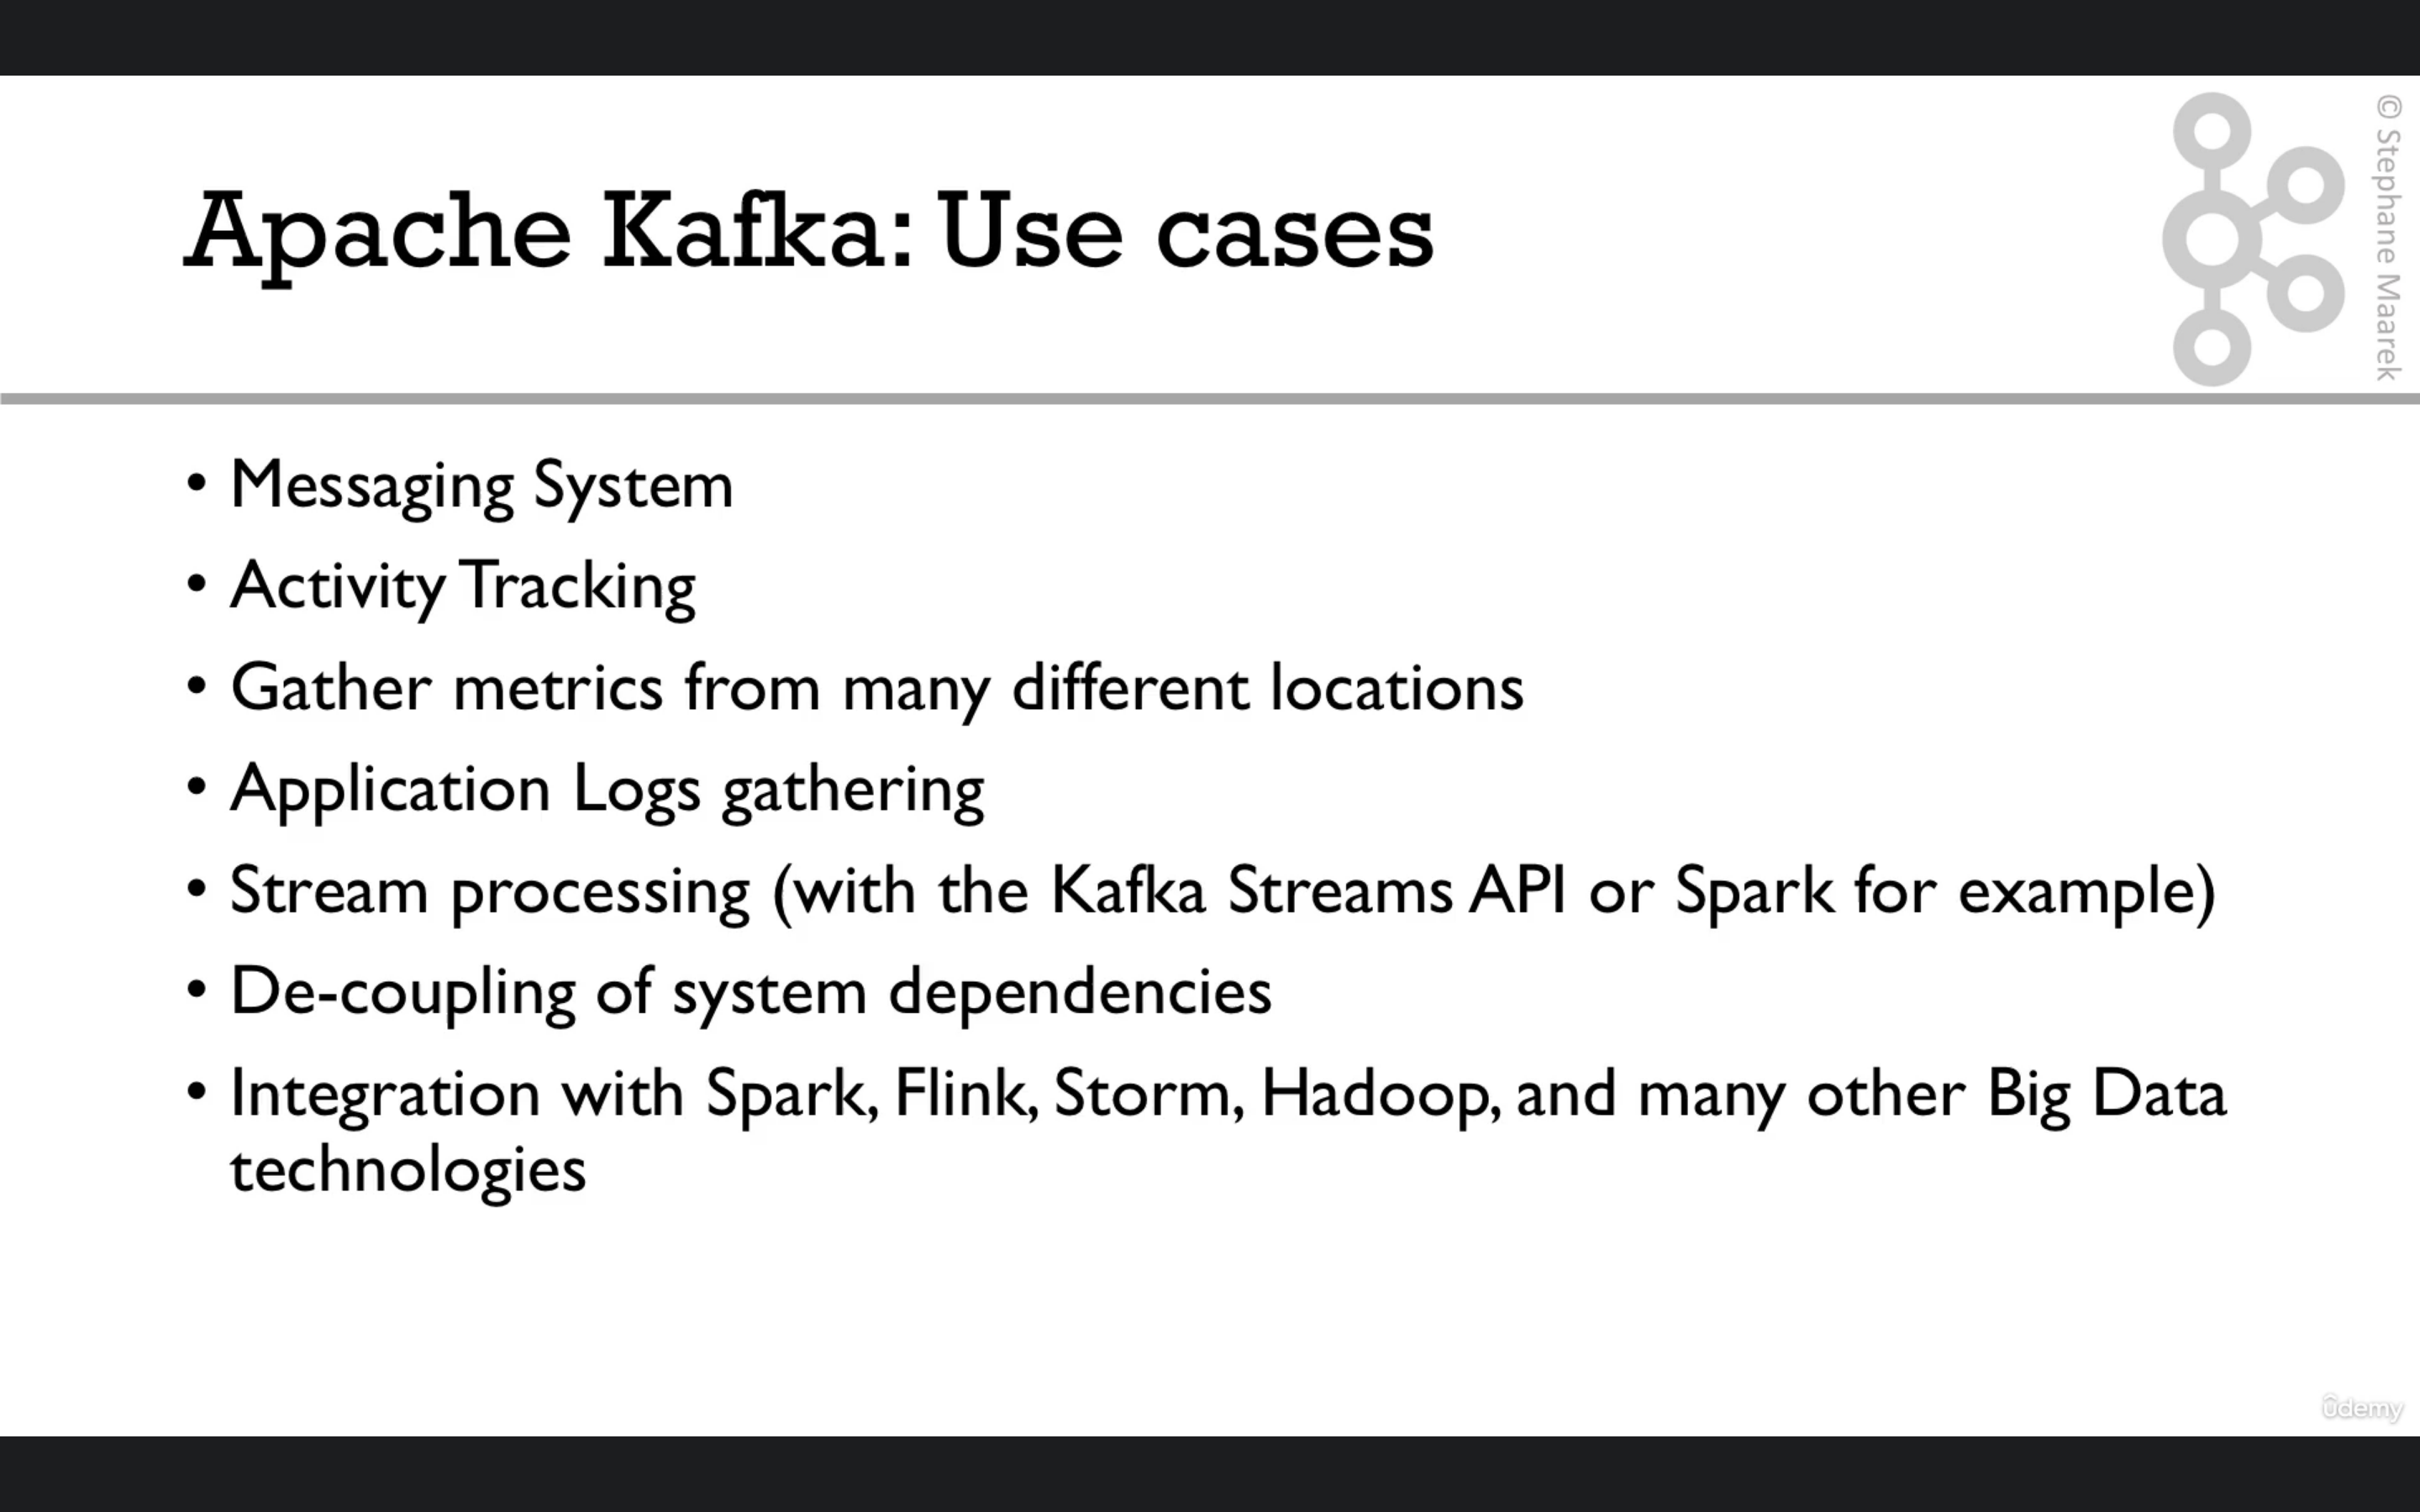 Apache Kafka: Use cases
© Stephane Maarek
• Messaging System
• Activity Tracking
• Gather metrics from many different locations
• Application Logs gathering
• Stream processing (with the Kafka Streams API or Spark for example)
• De-coupling of system dependencies
• Integration with Spark, Flink, Storm, Hadoop, and many other Big Data
technologies
ûdemy